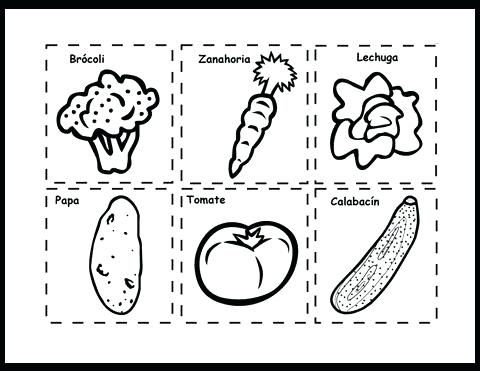 Brócoli
Zanahoria
Lechuga
Papa
Tomate
Calabacín